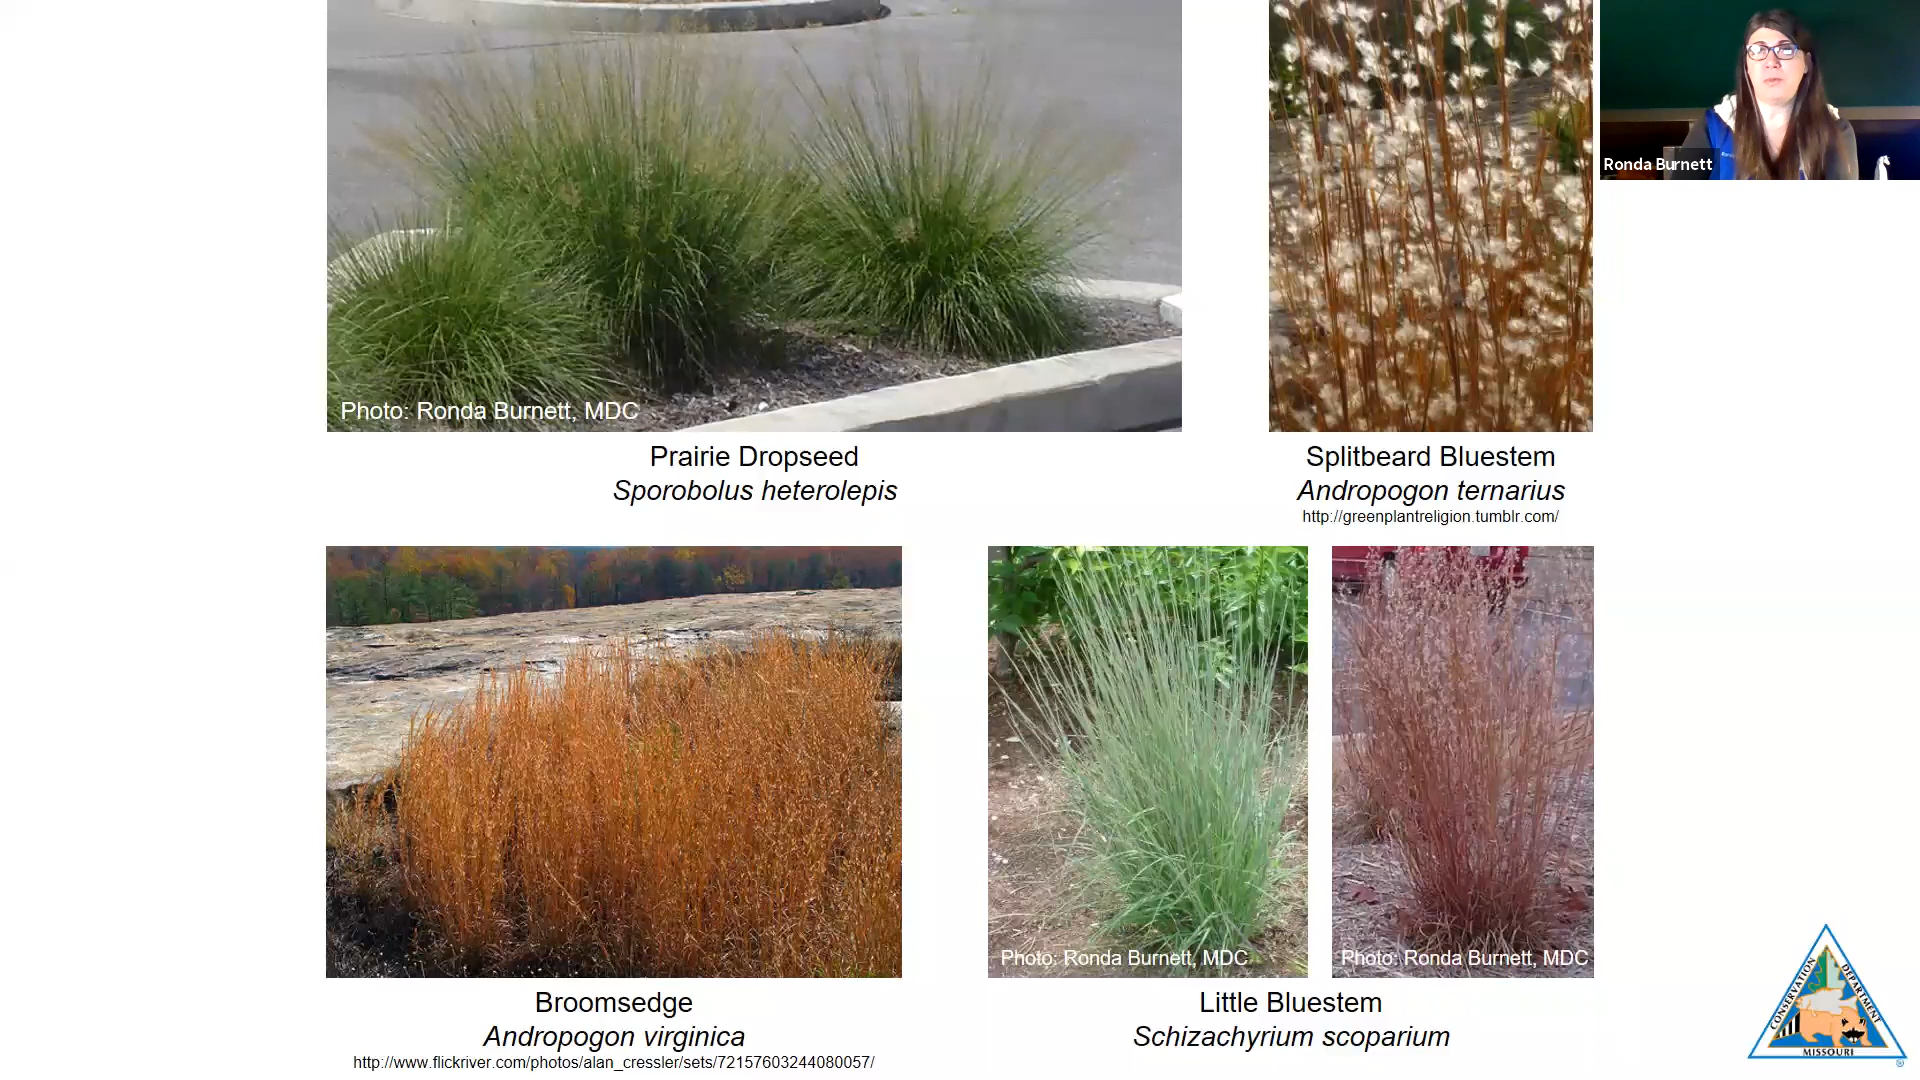 Ronda Burnett
Photo: Ronda Burnett, MDC
Prairie Dropseed
Sporobolus heterolepis
Splitbeard Bluestem
Andropogon ternarius
http://greenplantreligion.tumblr.com/
Broomsedge
Andropogon virginica
http://www.flickriver.com/photos/alan_cressler/sets/72157603244080057/
Photo: Ronda Burnett, MDC
Photo: Ronda Burnett, MDC
Little Bluestem
Schizachyrium scoparium
CONSERVATION
DEPARTMENT
MISSOURI
®